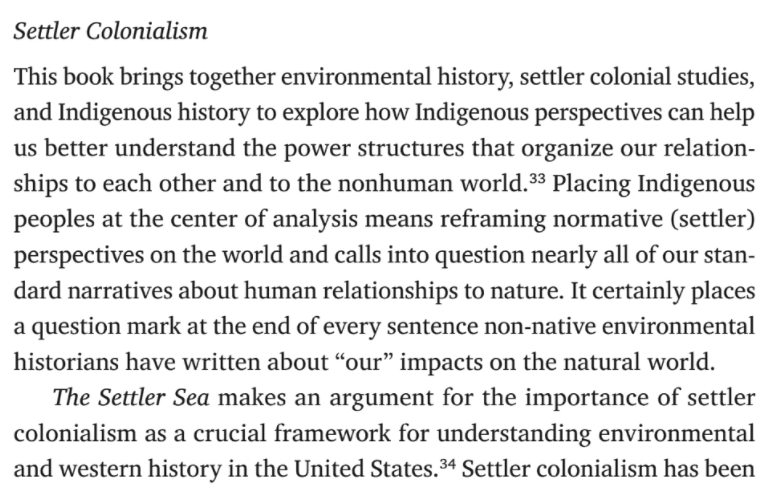 Settler Colonialism
This book brings together environmental history, settler colonial studies,
and Indigenous history to explore how Indigenous perspectives can help
us better understand the power structures that organize our relation-
ships to each other and to the nonhuman world.³³ Placing Indigenous
peoples at the center of analysis means reframing normative (settler)
perspectives on the world and calls into question nearly all of our stan-
dard narratives about human relationships to nature. It certainly places
a question mark at the end of every sentence non-native environmental
historians have written about “our” impacts on the natural world.
The Settler Sea makes an argument for the importance of settler
colonialism as a crucial framework for understanding environmental
and western history in the United States.³⁴ Settler colonialism has been